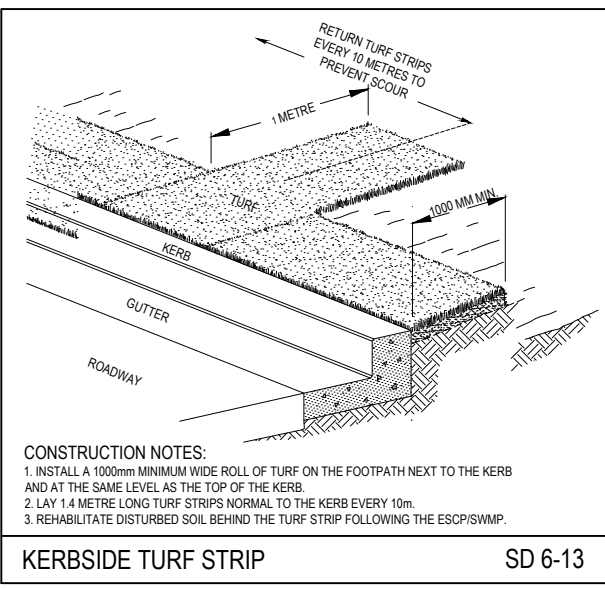 RETURN TURF STRIPS
EVERY 10 METRES TO
PREVENT SCOUR
1 METRE
TURF
1000 MM MIN.
KERB
GUTTER
ROADWAY
CONSTRUCTION NOTES:
1. INSTALL A 1000mm MINIMUM WIDE ROLL OF TURF ON THE FOOTPATH NEXT TO THE KERB
AND AT THE SAME LEVEL AS THE TOP OF THE KERB.
2. LAY 1.4 METRE LONG TURF STRIPS NORMAL TO THE KERB EVERY 10m.
3. REHABILITATE DISTURBED SOIL BEHIND THE TURF STRIP FOLLOWING THE ESCP/SWMP.
KERBSIDE TURF STRIP SD 6-13